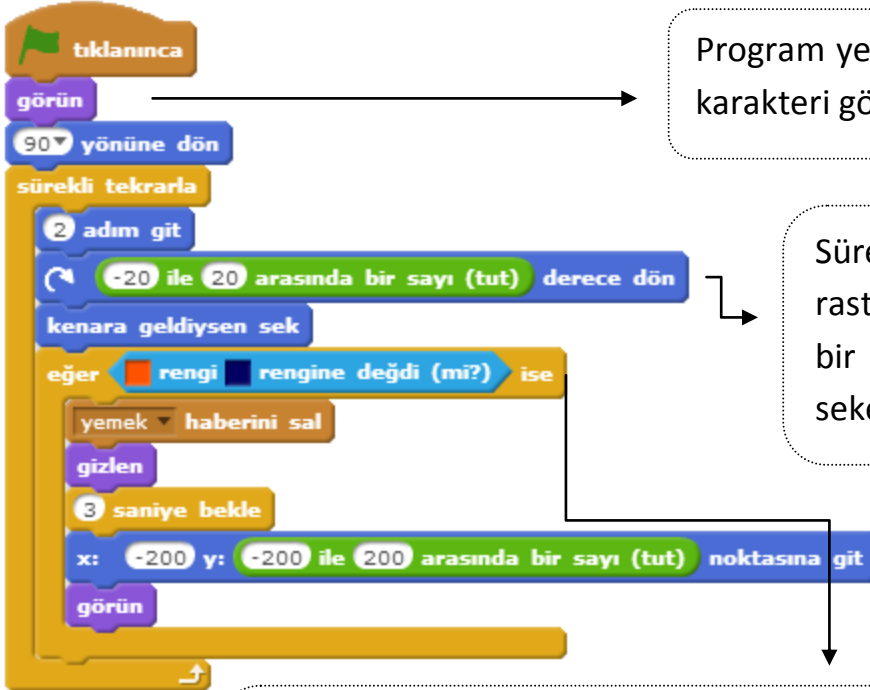 tıklanınca
görün
90 yönüne dön
sürekli tekrarla
2 adım git
-20 ile 20 arasında bir sayı (tut) derece dön
kenara geldiysen sek
eğer rengi rengine değdi (mi?) ise
yemek haberini sal
gizlen
3 saniye bekle
x: -200 y: -200 ile 200 arasında bir sayı (tut) noktasına git
görün
Program ye
karakteri gö
Süre
rast
bir
seke